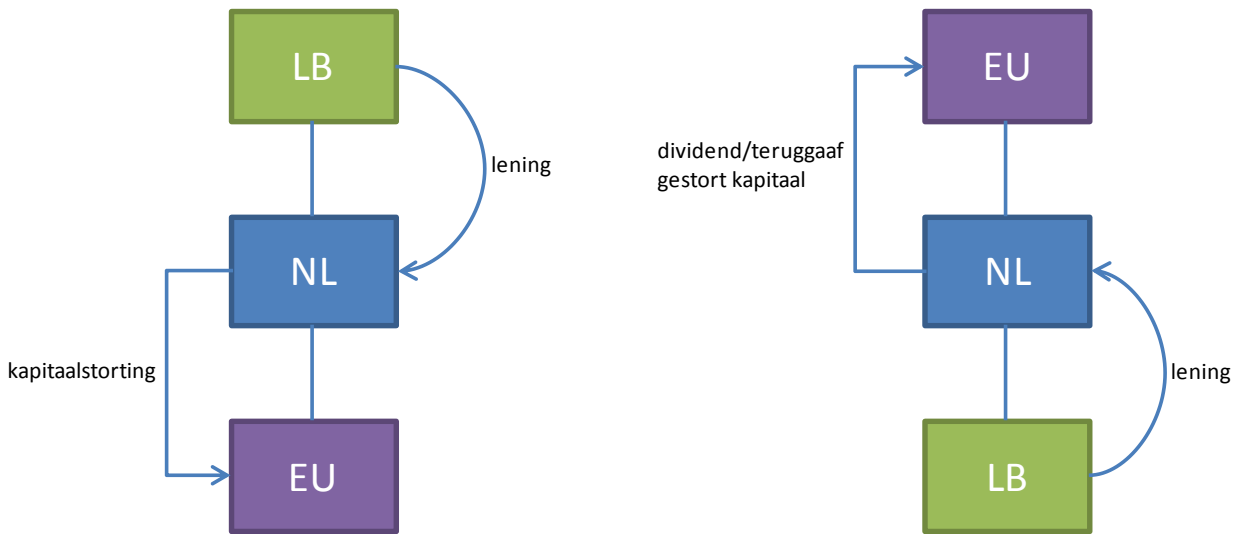 LB
lening
NL
kapitaalstorting
EU
EU
dividend/teruggaaf
gestort kapitaal
NL
lening
LB